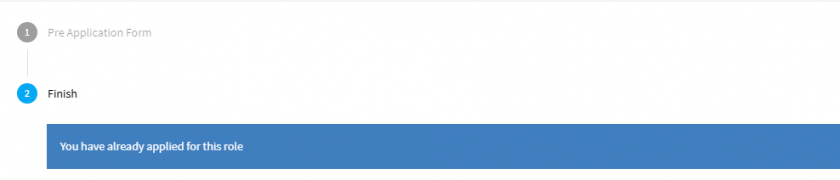 1 Pre Application Form
2 Finish
You have already applied for this role